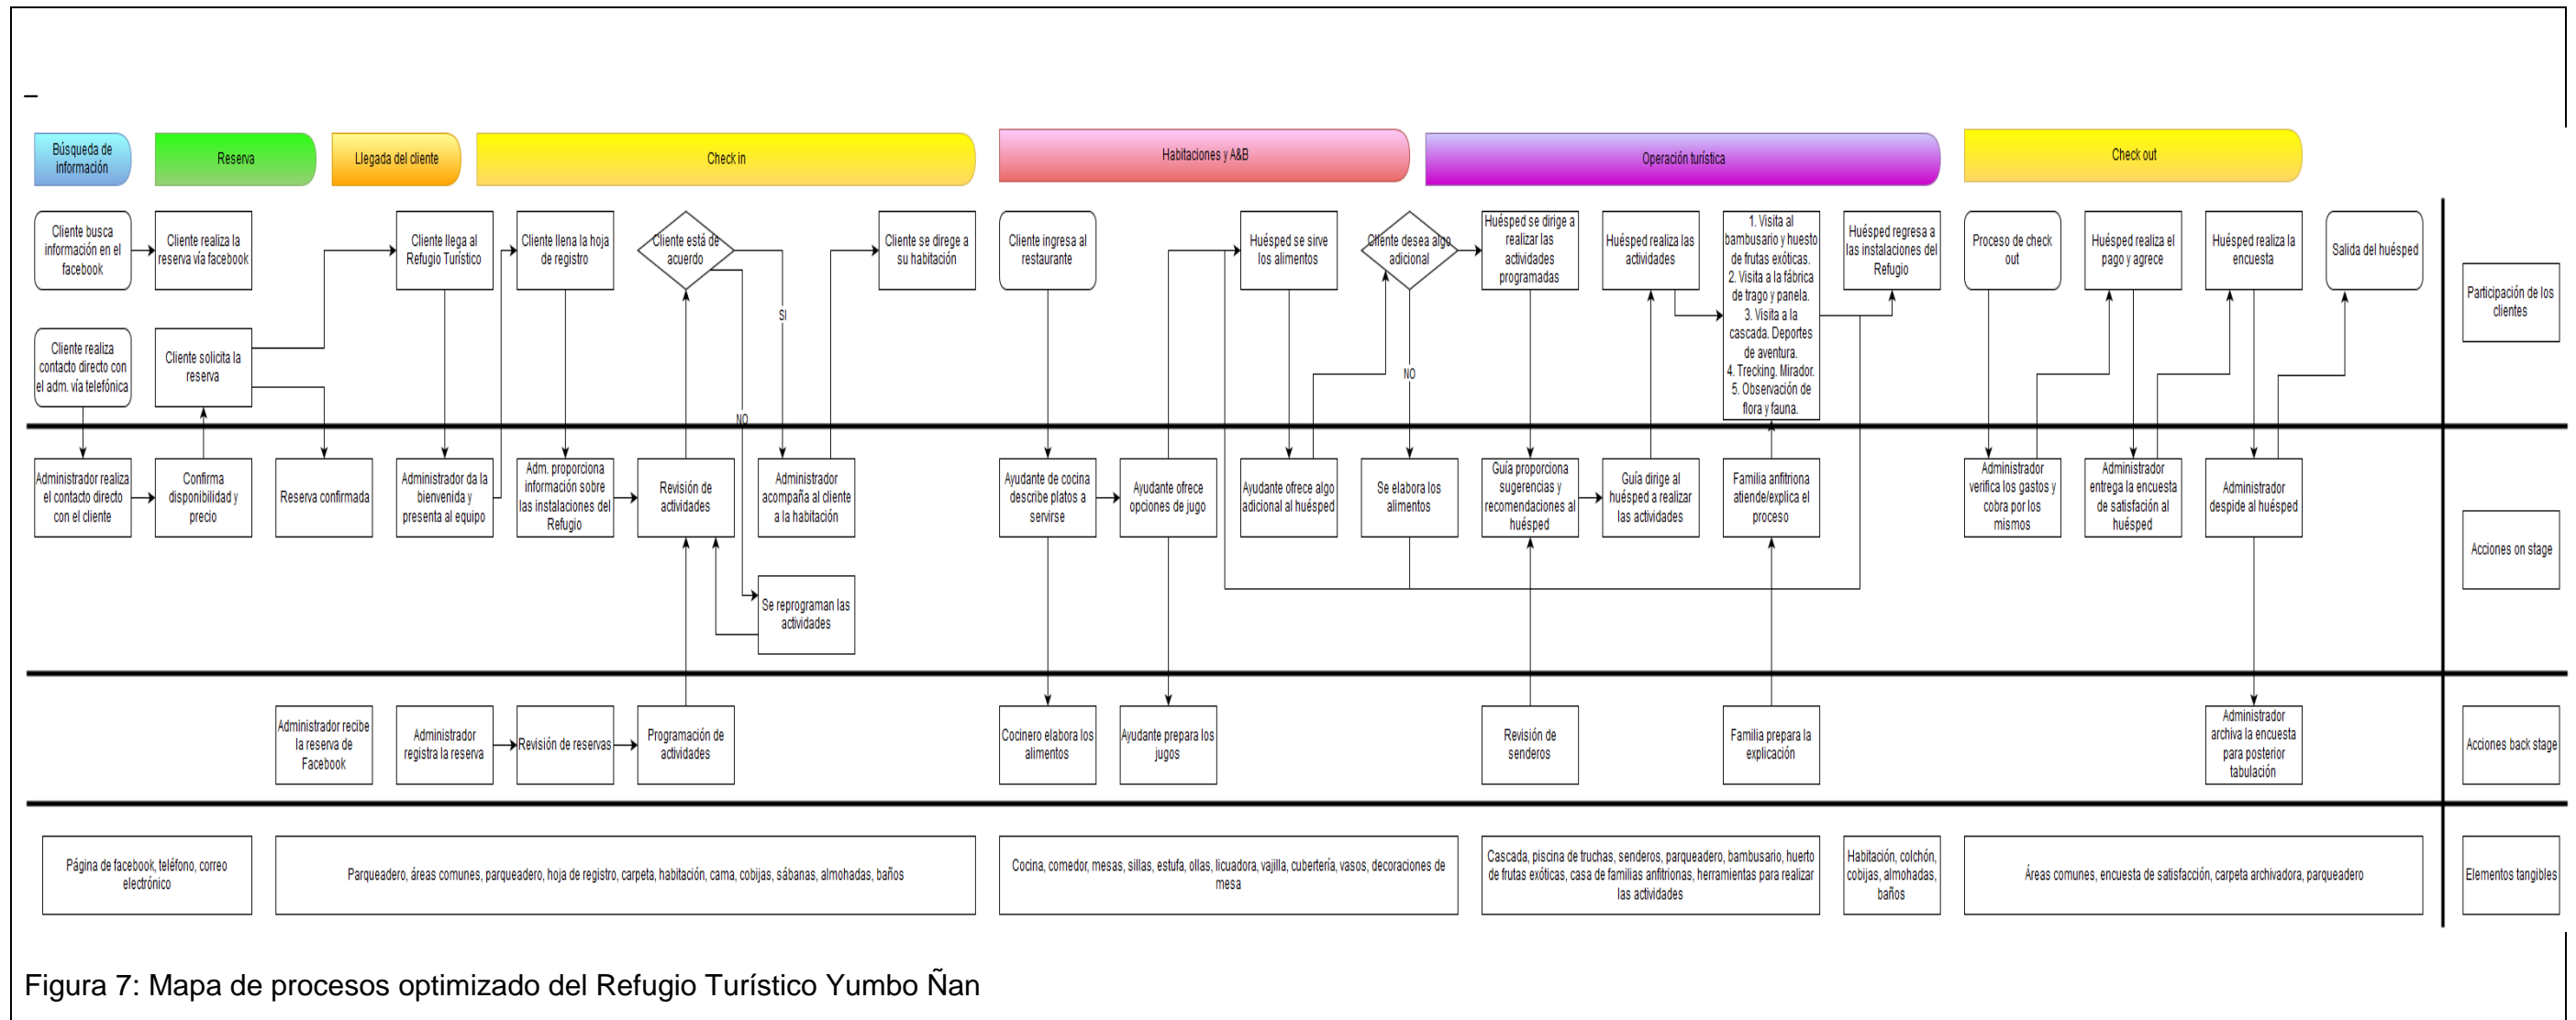 –
Búsqueda de
información
Reserva
Llegada del cliente
Check in
Habitaciones y A&B
Operación turística
Check out
Cliente busca
información en el
facebook
Cliente realiza la
reserva vía facebook
Cliente llega al
Refugio Turístico
Cliente llena la hoja
de registro
Cliente está de
acuerdo
Cliente se direge a
su habitación
Cliente ingresa al
restaurante
Huésped se sirve
los alimentos
Cliente desea algo
adicional
Huésped se dirige a
realizar las
actividades
programadas
Huésped realiza las
actividades
1. Visita al
bambusario y huesto
de frutas exóticas.
2. Visita a la fábrica
de trago y panela.
3. Visita a la
cascada. Deportes
de aventura.
4. Trecking. Mirador.
5. Observación de
flora y fauna.
Huésped regresa a
las instalaciones del
Refugio
Proceso de check
out
Huésped realiza el
pago y agrece
Huésped realiza la
encuesta
Salida del huésped
Participación de los
clientes
Cliente realiza
contacto directo con
el adm. vía telefónica
Cliente solicita la
reserva
SI
NO
NO
Administrador realiza
el contacto directo
con el cliente
Confirma
disponibilidad y
precio
Reserva confirmada
Administrador da la
bienvenida y
presenta al equipo
Adm. proporciona
información sobre
las instalaciones del
Refugio
Revisión de
actividades
Administrador
acompaña al cliente
a la habitación
Ayudante de cocina
describe platos a
servirse
Ayudante ofrece
opciones de jugo
Ayudante ofrece algo
adicional al huésped
Se elabora los
alimentos
Guía proporciona
sugerencias y
recomendaciones al
huésped
Guía dirige al
huésped a realizar
las actividades
Familia anfitriona
atiende/explica el
proceso
Administrador
verifica los gastos y
cobra por los
mismos
Administrador
entrega la encuesta
de satisfacción al
huésped
Administrador
despide al huésped
Acciones on stage
Se reprograman las
actividades
Administrador recibe
la reserva de
Facebook
Administrador
registra la reserva
Revisión de reservas
Programación de
actividades
Cocinero elabora los
alimentos
Ayudante prepara los
jugos
Revisión de
senderos
Familia prepara la
explicación
Administrador
archiva la encuesta
para posterior
tabulación
Acciones back stage
Página de facebook, teléfono, correo
electrónico
Parqueadero, áreas comunes, parqueadero, hoja de registro, carpeta, habitación, cama, cobijas, sábanas, almohadas, baños
Cocina, comedor, mesas, sillas, estufa, ollas, licuadora, vajilla, cubertería, vasos, decoraciones de
mesa
Cascada, piscina de truchas, senderos, parqueadero, bambusario, huerto
de frutas exóticas, casa de familias anfitrionas, herramientas para realizar
las actividades
Habitación, colchón,
cobijas, almohadas,
baños
Áreas comunes, encuesta de satisfacción, carpeta archivadora, parqueadero
Elementos tangibles
Figura 7: Mapa de procesos optimizado del Refugio Turístico Yumbo Ñan